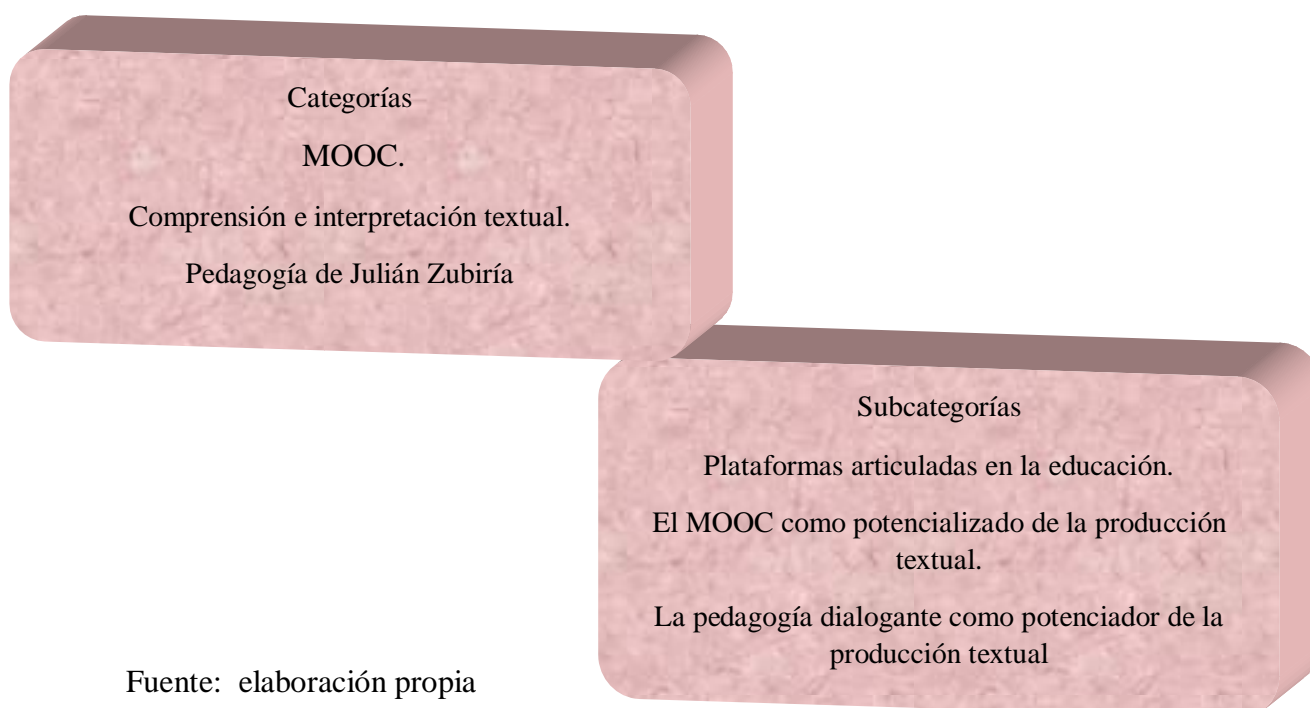 Categorías
MOOC.
Comprensión e interpretación textual.
Pedagogía de Julián Zubiría
Subcategorías
Plataformas articuladas en la educación.
El MOOC como potencializado de la producción
textual.
La pedagogía dialogante como potenciador de la
producción textual
Fuente:  elaboración propia